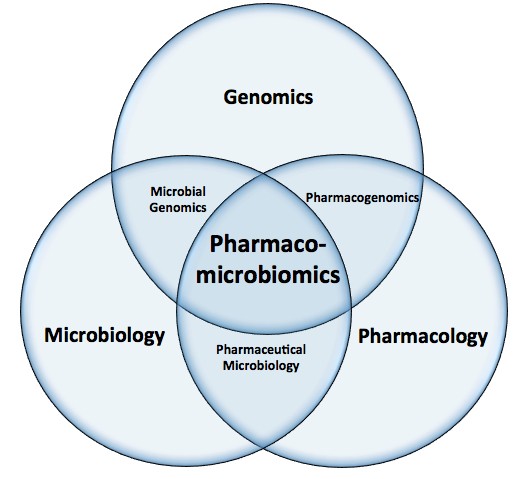 Genomics
Microbial
Genomics
Pharmacogenomics
Pharmaco-
microbiomics
Microbiology
Pharmacology
Pharmaceutical
Microbiology